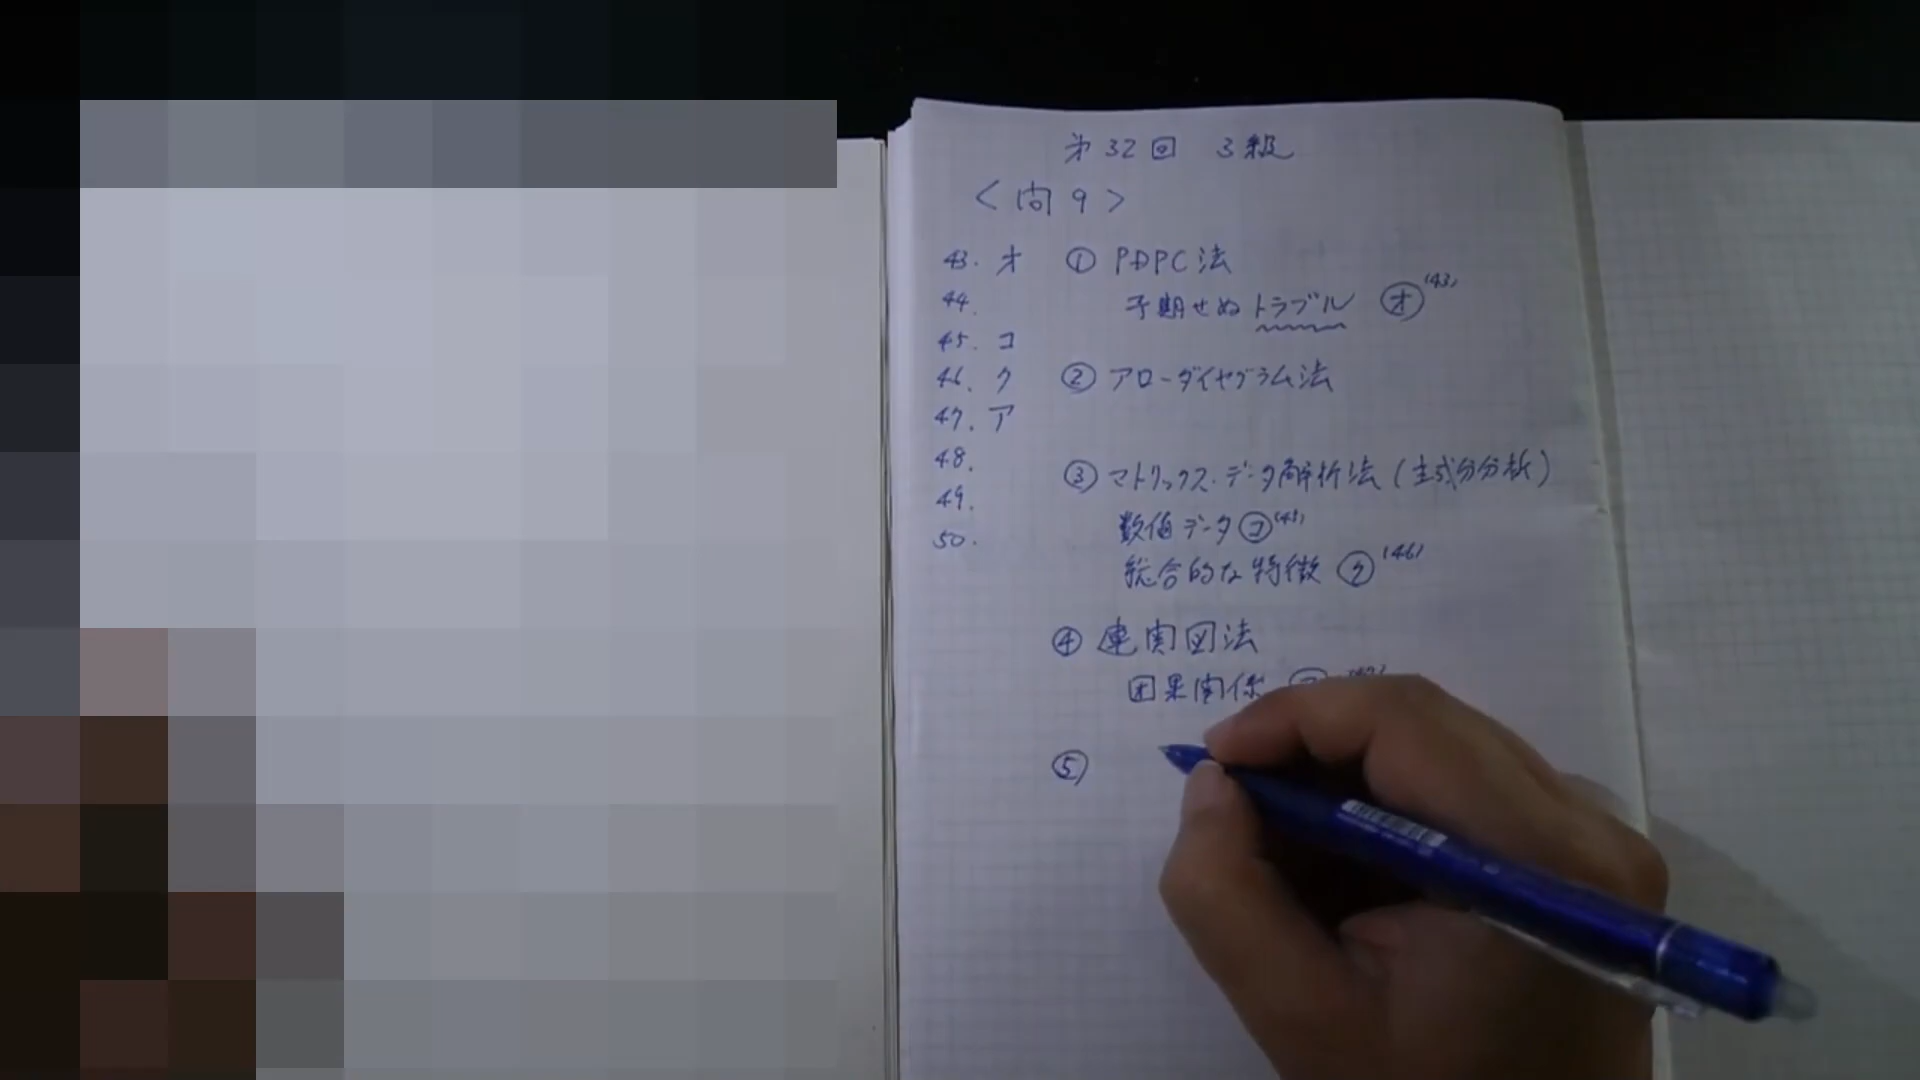 第32回 3級
<問9>
43. オ
44.
45. コ
46. ク
47. ア
48.
49.
50.
① PDPC法
予期せぬトラブル オ (43)
② アローダイヤグラム法
③ マトリックス・データ解析法(主成分分析)
数値データ コ (45)
総合的な特徴 ク (46)
④ 連関図法
因果関係
⑤